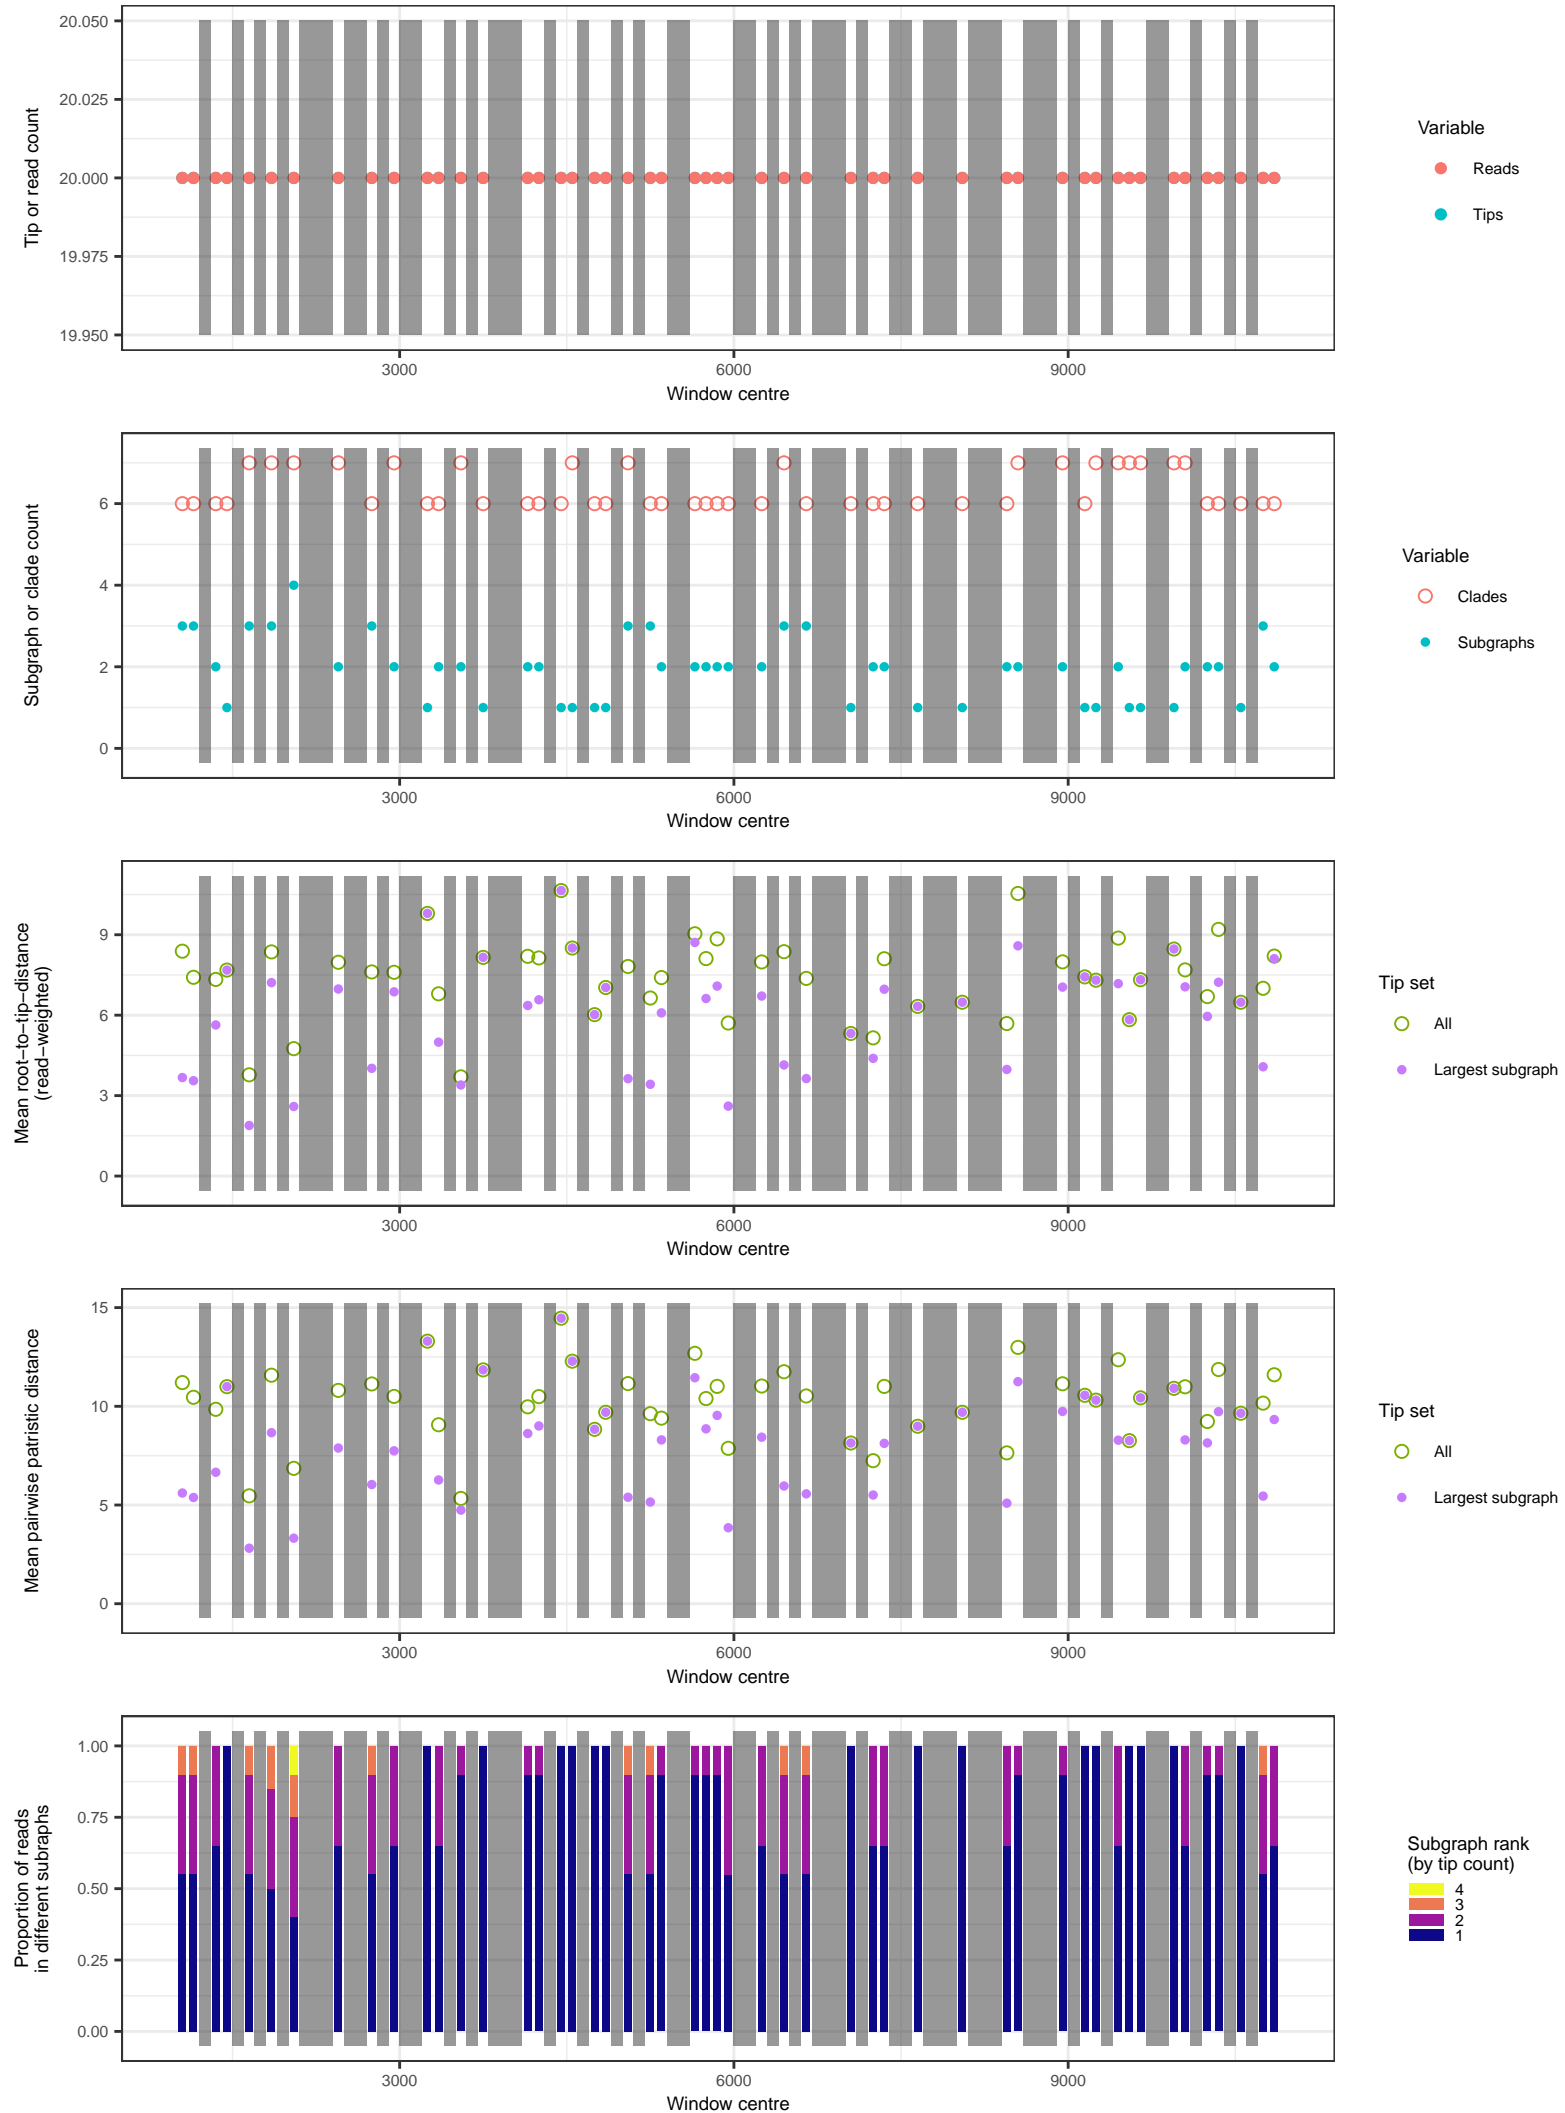 20.050
20.025
20.000
19.975
19.950
Tip or read count
3000
6000
9000
Window centre
Variable
Reads
Tips
6
4
2
0
Subgraph or clade count
3000
6000
9000
Window centre
Variable
Clades
Subgraphs
9
6
3
0
Mean root−to−tip−distance
(read−weighted)
3000
6000
9000
Window centre
Tip set
All
Largest subgraph
15
10
5
0
Mean pairwise patristic distance
3000
6000
9000
Window centre
Tip set
All
Largest subgraph
1.00
0.75
0.50
0.25
0.00
Proportion of reads
in different subraphs
3000
6000
9000
Window centre
Subgraph rank
(by tip count)
4
3
2
1